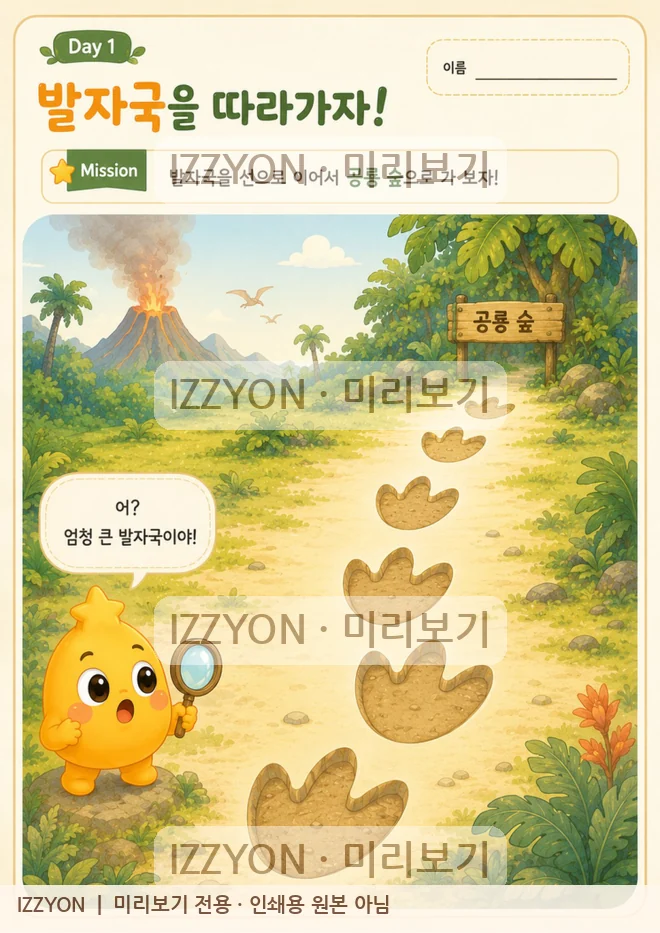 Day 1
이름
발자국을 따라가자!
Mission
발자국을 선으로 이어서 공룡 숲으로 가 보자!
IZZYON · 미리보기
공룡 숲
IZZYON · 미리보기
어?
엄청 큰 발자국이야!
IZZYON · 미리보기
IZZYON · 미리보기
IZZYON | 미리보기 전용 · 인쇄용 원본 아님